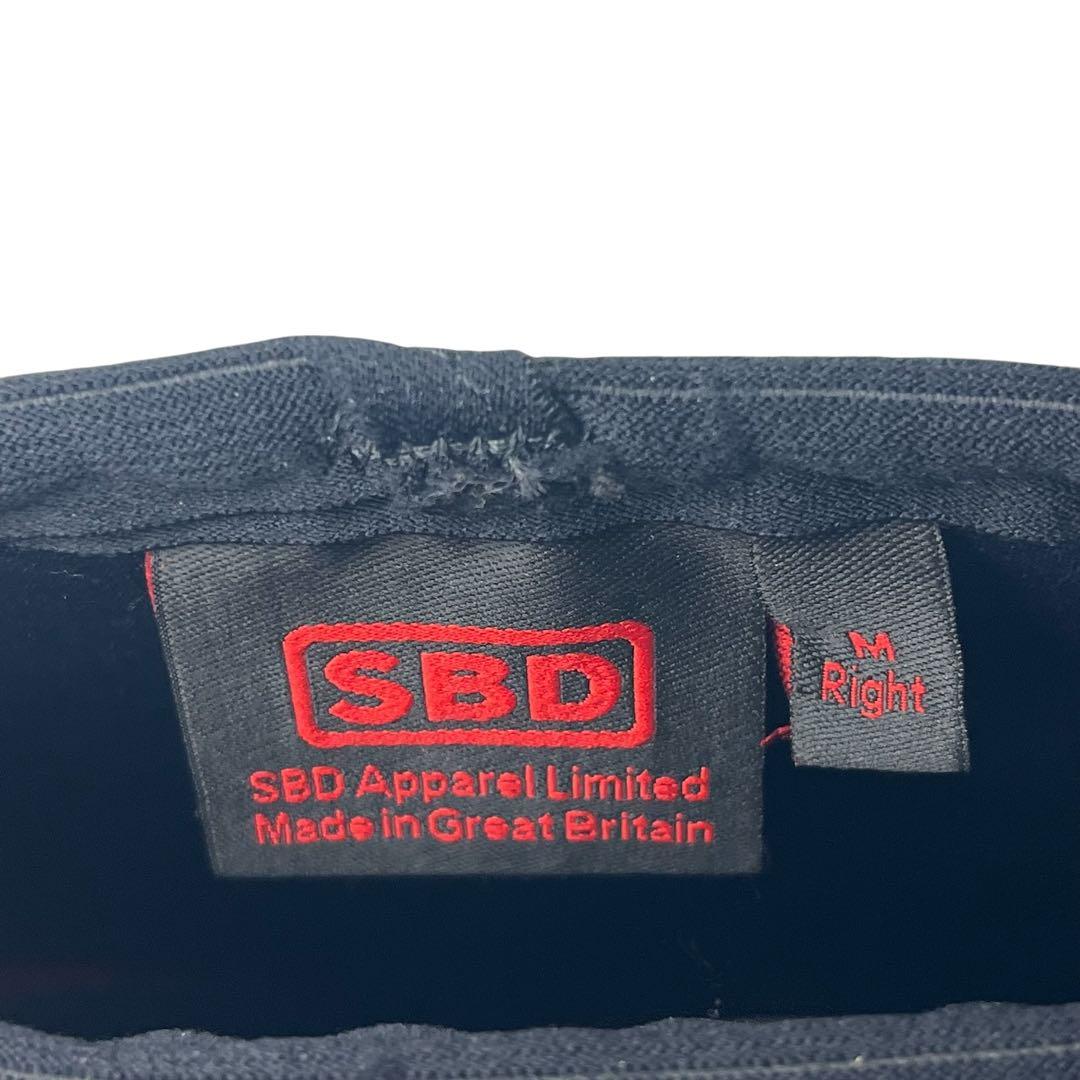 SBD
SBD Apparel Limited
Made in Great Britain
M
Right